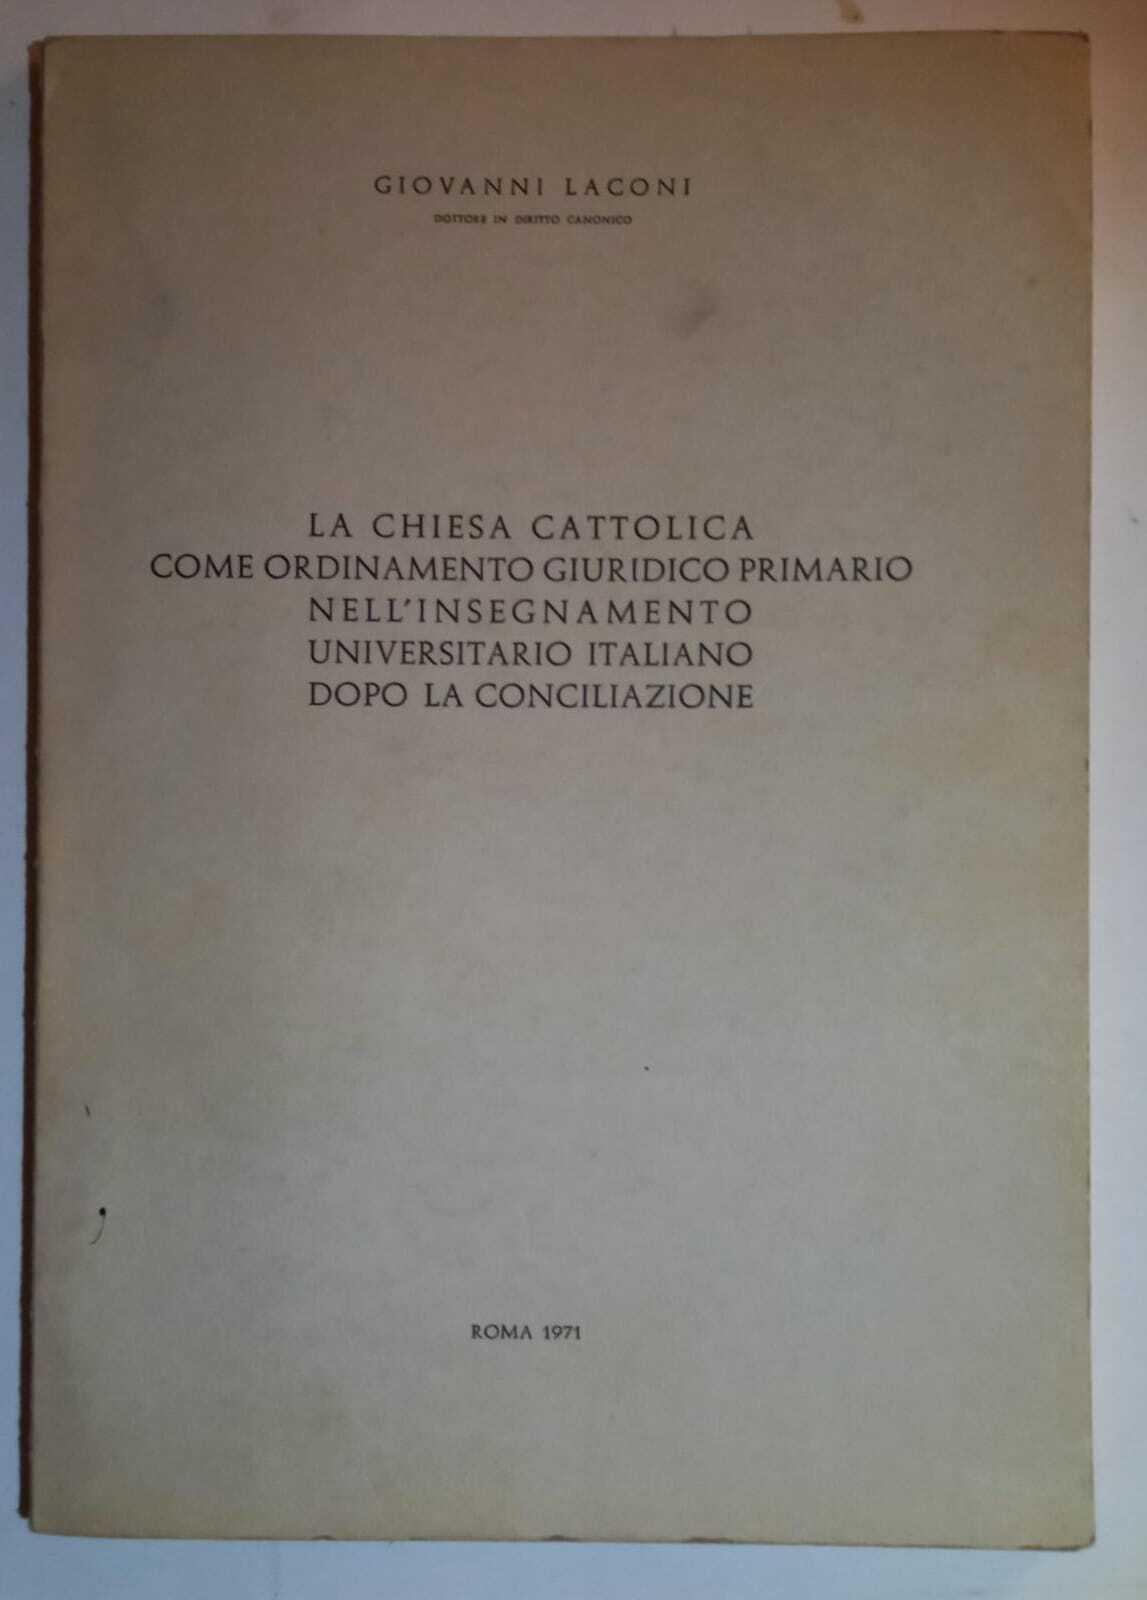 GIOVANNI LACONI
DOTTORE IN DIRITTO CANONICO
LA CHIESA CATTOLICA
COME ORDINAMENTO GIURIDICO PRIMARIO
NELL'INSEGNAMENTO
UNIVERSITARIO ITALIANO
DOPO LA CONCILIAZIONE
ROMA 1971